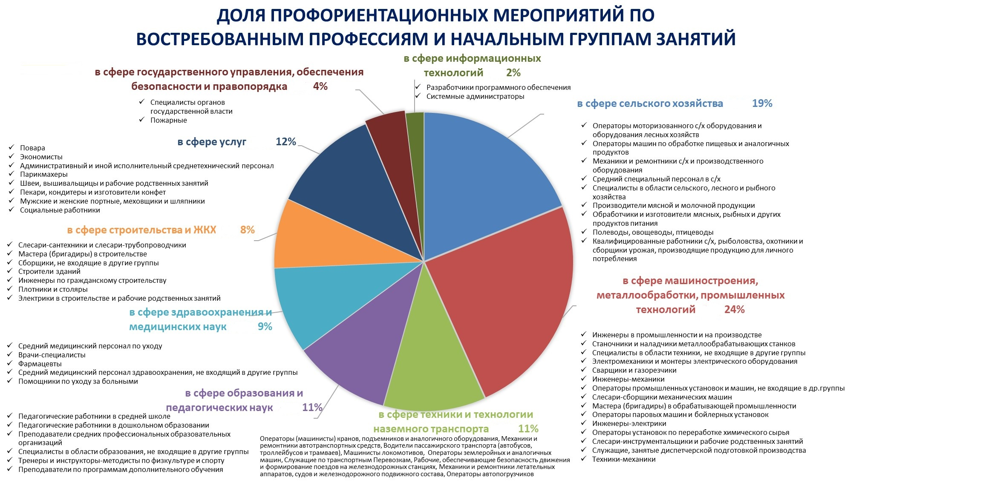 ДОЛЯ ПРОФОРИЕНТАЦИОННЫХ МЕРОПРИЯТИЙ ПО
ВОСТРЕБОВАННЫМ ПРОФЕССИЯМ И НАЧАЛЬНЫМ ГРУППАМ ЗАНЯТИЙ
в сфере информационных
технологий 2%
✓ Разработчики программного обеспечения
✓ Системные администраторы
в сфере государственного управления, обеспечения
безопасности и правопорядка 4%
✓ Специалисты органов
государственной власти
✓ Пожарные
в сфере сельского хозяйства 19%
✓ Операторы моторизованного с/х оборудования и
оборудования лесных хозяйств
✓ Операторы машин по обработке пищевых и аналогичных
продуктов
✓ Механики и ремонтники с/х и производственного
оборудования
✓ Средний специальный персонал в с/х
✓ Специалисты в области сельского, лесного и рыбного
хозяйства
✓ Производители мясной и молочной продукции
✓ Обработчики и изготовители мясных, рыбных и других
продуктов питания
✓ Полеводы, овощеводы, птицеводы
✓ Квалифицированные работники с/х, рыболовства, охотники и
сборщики урожая, производящие продукцию для личного
потребления
в сфере услуг 12%
✓ Повара
✓ Экономисты
✓ Административный и иной исполнительный среднетехнический персонал
✓ Парикмахеры
✓ Швеи, вышивальщицы и рабочие родственных занятий
✓ Пекари, кондитеры и изготовители конфет
✓ Мужские и женские портные, меховщики и шляпники
✓ Социальные работники
в сфере строительства и ЖКХ 8%
✓ Слесари-сантехники и слесари-трубопроводчики
✓ Мастера (бригадиры) в строительстве
✓ Сборщики, не входящие в другие группы
✓ Строители зданий
✓ Инженеры по гражданскому строительству
✓ Плотники и столяры
✓ Электрики в строительстве и рабочие родственных занятий
в сфере машиностроения,
металлообработки, промышленных
технологий 24%
✓ Инженеры в промышленности и на производстве
✓ Станочники и наладчики металлообрабатывающих станков
✓ Специалисты в области техники, не входящие в другие группы
✓ Электромеханики и монтеры электрического оборудования
✓ Сварщики и газорезчики
✓ Инженеры-механики
✓ Операторы промышленных установок и машин, не входящие в др.группы
✓ Слесари-сборщики механических машин
✓ Мастера (бригадиры) в обрабатывающей промышленности
✓ Операторы паровых машин и бойлерных установок
✓ Инженеры-электрики
✓ Операторы установок по переработке химического сырья
✓ Слесари-инструментальщики и рабочие родственных занятий
✓ Служащие, занятые диспетчерской подготовкой производства
✓ Техники-механики
в сфере здравоохранения и
медицинских наук 9%
✓ Средний медицинский персонал по уходу
✓ Врачи-специалисты
✓ Фармацевты
✓ Средний медицинский персонал здравоохранения, не входящий в другие группы
✓ Помощники по уходу за больными
в сфере образования и
педагогических наук 11%
✓ Педагогические работники в средней школе
✓ Педагогические работники в дошкольном образовании
✓ Преподаватели средних профессиональных образовательных
организаций
✓ Специалисты в области образования, не входящие в другие группы
✓ Тренеры и инструкторы-методисты по физкультуре и спорту
✓ Преподаватели по программам дополнительного обучения
в сфере техники и технологии
наземного транспорта 11%
Операторы (машинисты) кранов, подъемников и аналогичного оборудования, Механики и
ремонтники автотранспортных средств, Водители пассажирского транспорта (автобусов,
троллейбусов и трамваев), Машинисты локомотивов, Операторы землеройных и аналогичных
машин, Служащие по транспортным Перевозкам, Рабочие, обеспечивающие безопасность движения
и формирование поездов на железнодорожных станциях, Механики и ремонтники летательных
аппаратов, судов и железнодорожного подвижного состава, Операторы автопогрузчиков